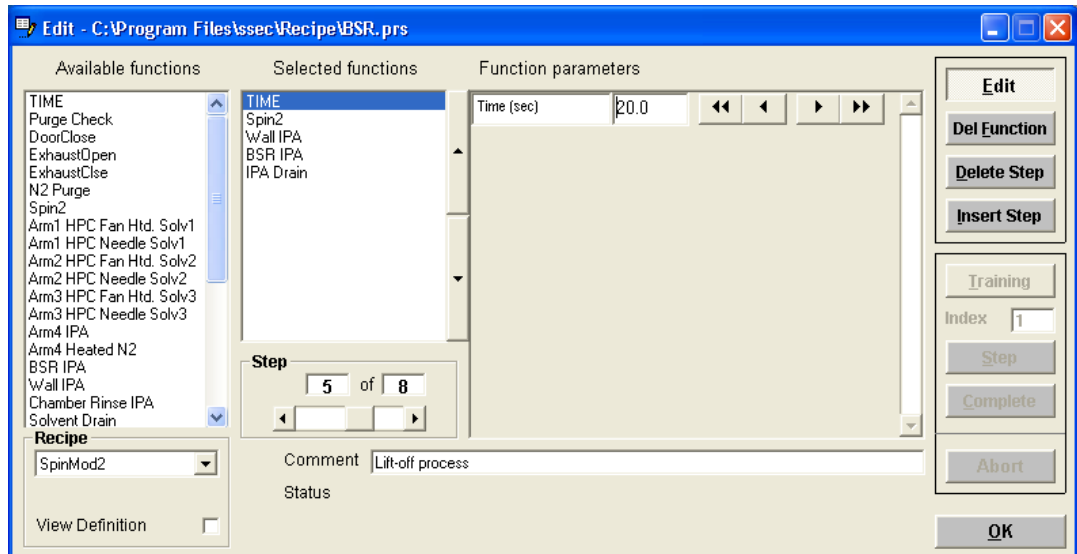 Edit - C:\Program Files\ssec\Recipe\BSR.prs
Available functions
Selected functions
Function parameters
TIME
Purge Check
DoorClose
ExhaustOpen
ExhaustClse
N2 Purge
Spin2
Arm1 HPC Fan Htd. Solv1
Arm1 HPC Needle Solv1
Arm2 HPC Fan Htd. Solv2
Arm2 HPC Needle Solv2
Arm3 HPC Fan Htd. Solv3
Arm3 HPC Needle Solv3
Arm4 IPA
Arm4 Heated N2
BSR IPA
Wall IPA
Chamber Rinse IPA
Solvent Drain
TIME
Spin2
Wall IPA
BSR IPA
IPA Drain
Time (sec) 20.0
Step
5 of 8
Recipe
SpinMod2
View Definition
Comment Lift-off process
Status
Edit
Del Function
Delete Step
Insert Step
Training
Index 1
Step
Complete
Abort
OK